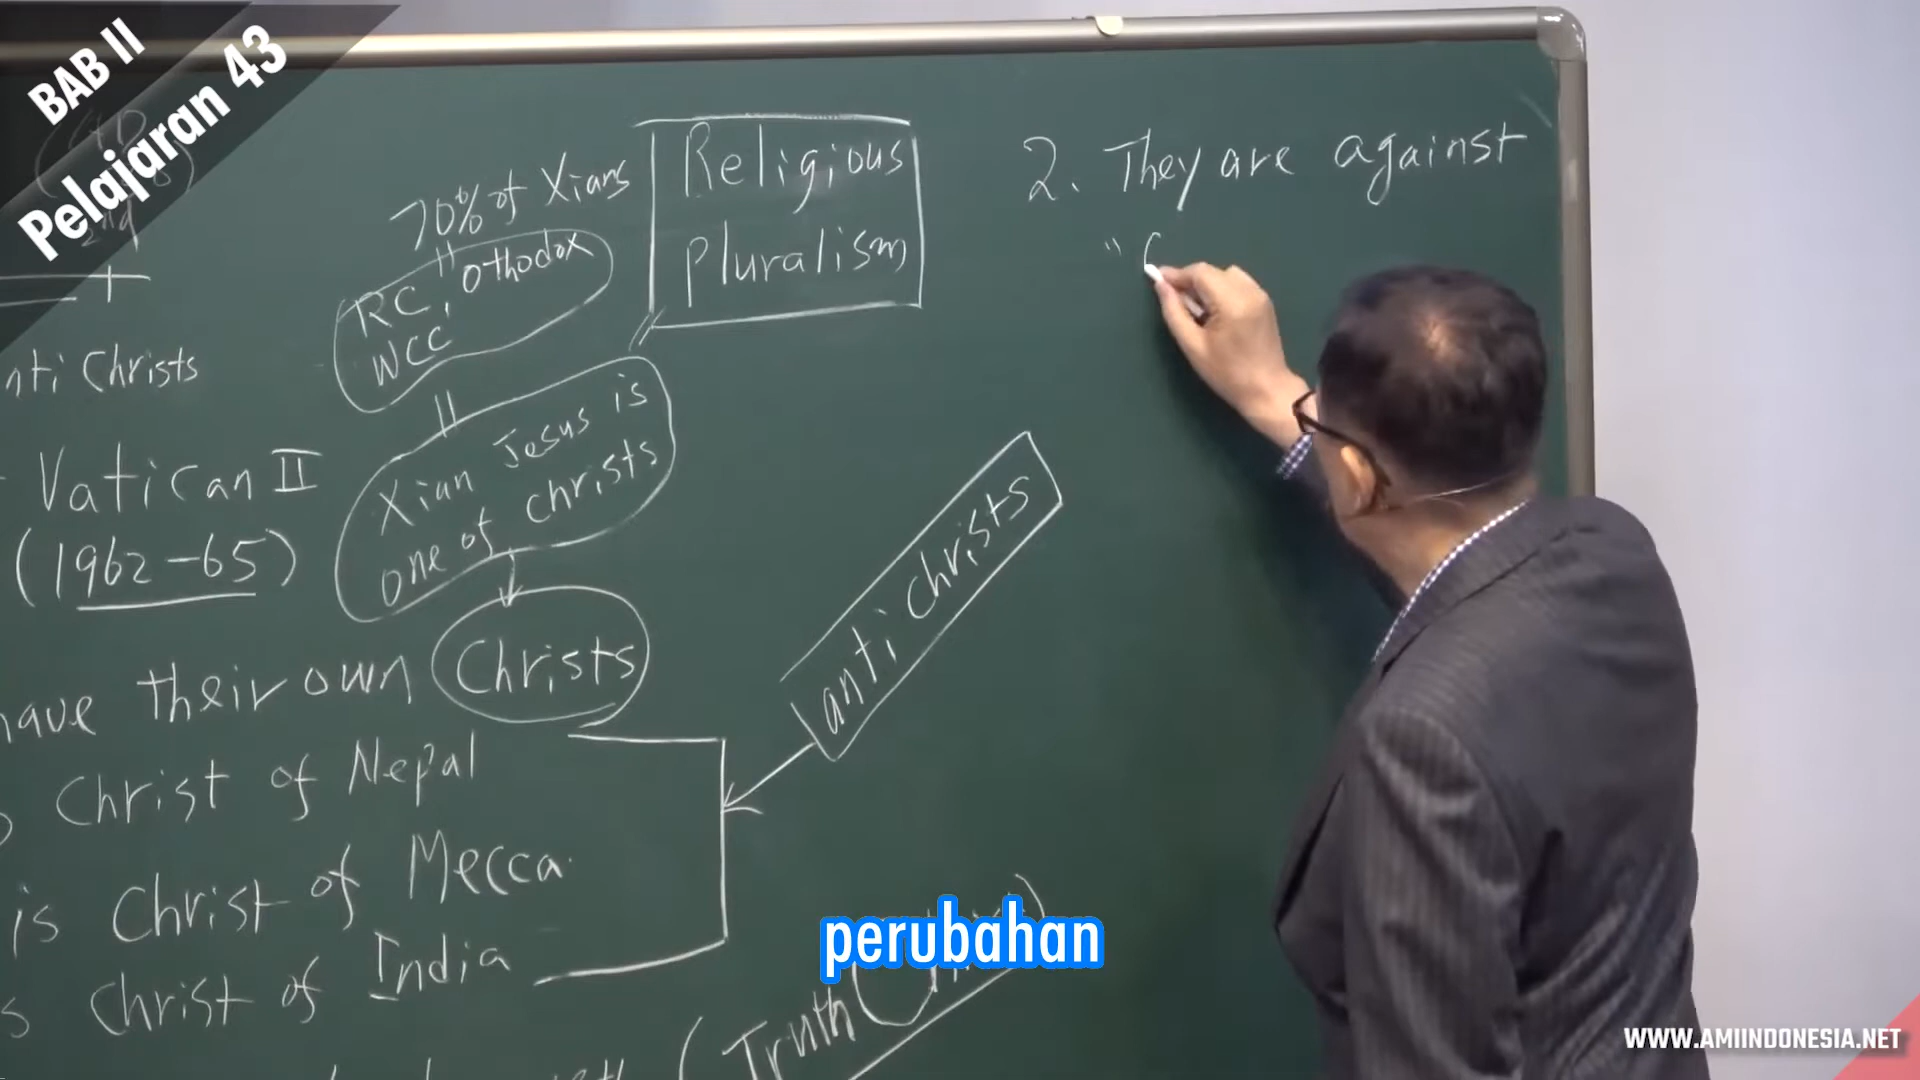 BAB II
Pelajaran 43
2nd
nti Christs
Vatican II
(1962-65)
have their own Christs
Christ of Nepal
is Christ of Mecca
s Christ of India
70% of Xians
RC, Othodox
WCC
Xian Jesus is
one of christs
Religious
pluralism
anti christs
(Truth
2. They are against
"
perubahan
WWW.AMIINDONESIA.NET